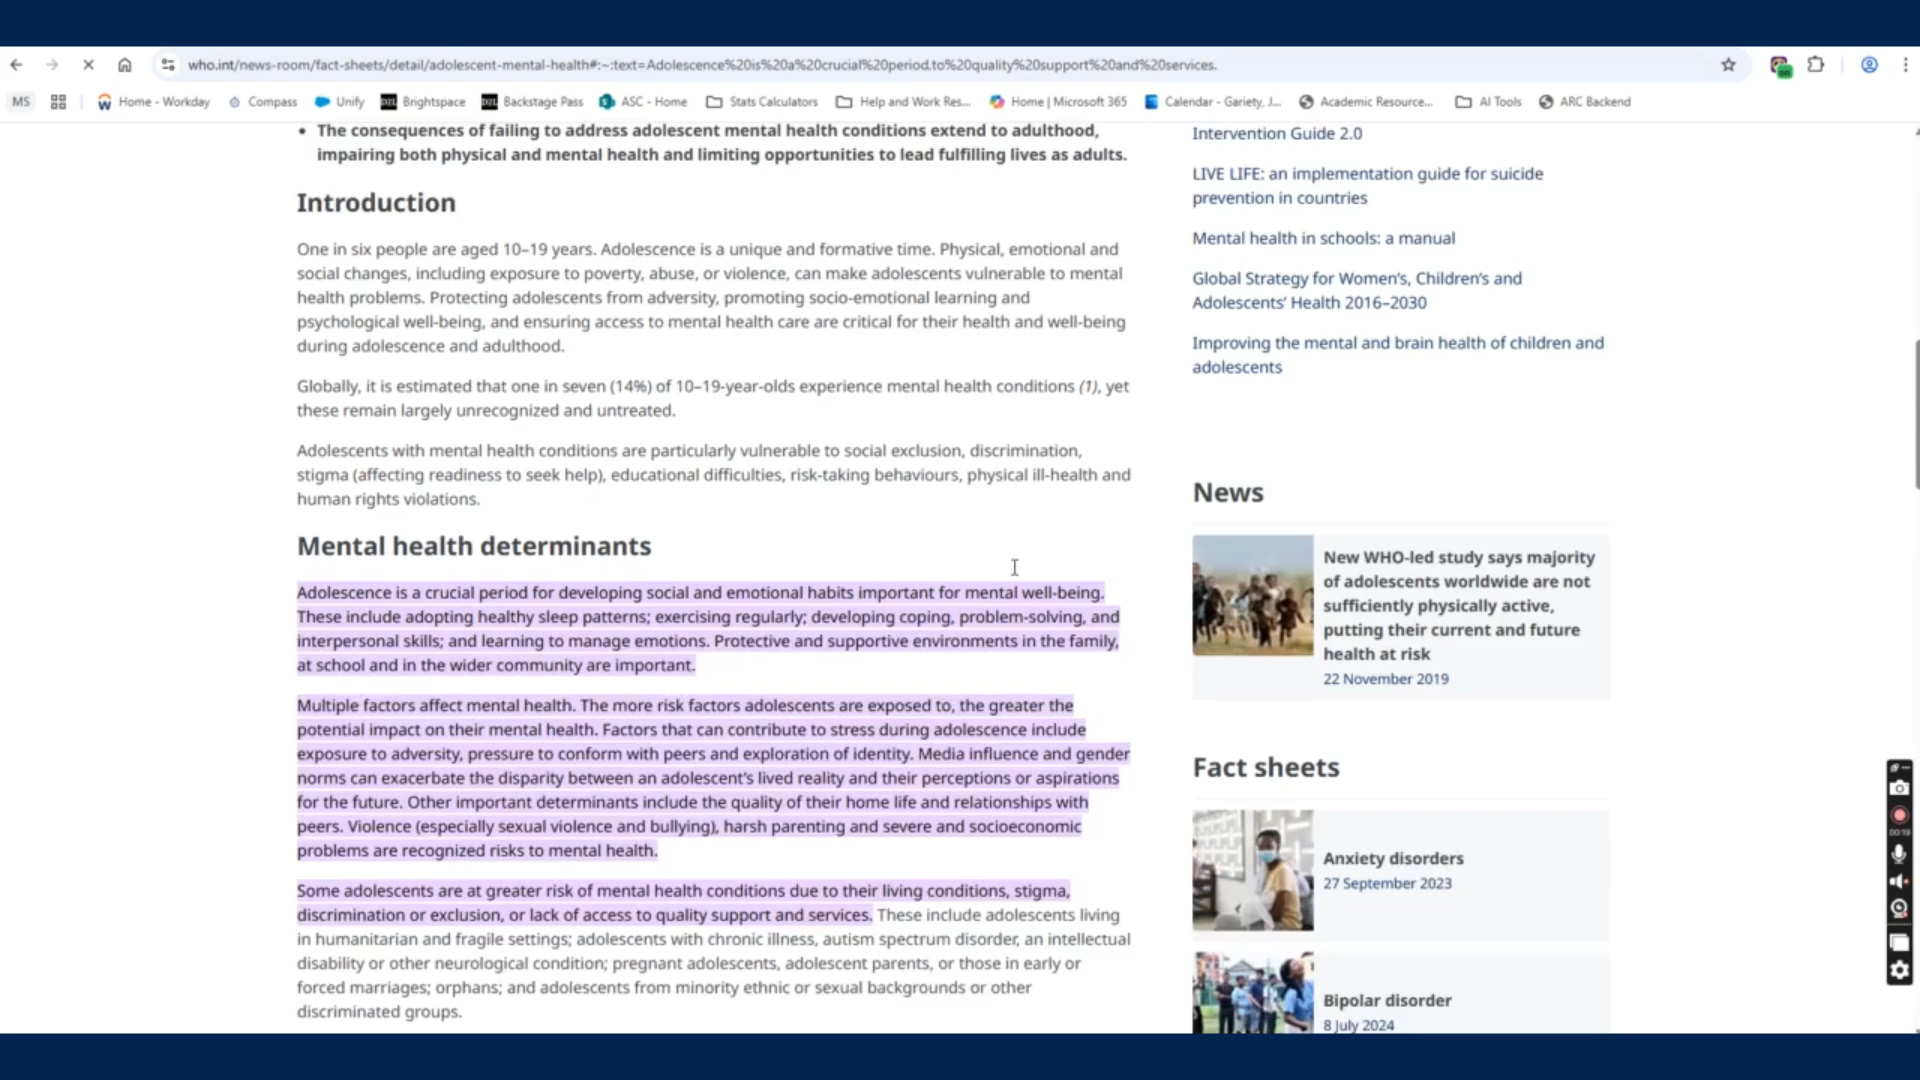 who.int/news-room/fact-sheets/detail/adolescent-mental-health#:~:text=Adolescence%20is%20a%20crucial%20period,to%20quality%20support%20and%20services.
MS
Home - Workday
Compass
Unify
Brightspace
Backstage Pass
ASC - Home
Stats Calculators
Help and Work Res...
Home | Microsoft 365
Calendar - Gariety, J...
Academic Resource...
AI Tools
ARC Backend
• The consequences of failing to address adolescent mental health conditions extend to adulthood,
impairing both physical and mental health and limiting opportunities to lead fulfilling lives as adults.
Introduction
One in six people are aged 10–19 years. Adolescence is a unique and formative time. Physical, emotional and
social changes, including exposure to poverty, abuse, or violence, can make adolescents vulnerable to mental
health problems. Protecting adolescents from adversity, promoting socio-emotional learning and
psychological well-being, and ensuring access to mental health care are critical for their health and well-being
during adolescence and adulthood.
Globally, it is estimated that one in seven (14%) of 10–19-year-olds experience mental health conditions (1), yet
these remain largely unrecognized and untreated.
Adolescents with mental health conditions are particularly vulnerable to social exclusion, discrimination,
stigma (affecting readiness to seek help), educational difficulties, risk-taking behaviours, physical ill-health and
human rights violations.
Mental health determinants
Adolescence is a crucial period for developing social and emotional habits important for mental well-being.
These include adopting healthy sleep patterns; exercising regularly; developing coping, problem-solving, and
interpersonal skills; and learning to manage emotions. Protective and supportive environments in the family,
at school and in the wider community are important.
Multiple factors affect mental health. The more risk factors adolescents are exposed to, the greater the
potential impact on their mental health. Factors that can contribute to stress during adolescence include
exposure to adversity, pressure to conform with peers and exploration of identity. Media influence and gender
norms can exacerbate the disparity between an adolescent's lived reality and their perceptions or aspirations
for the future. Other important determinants include the quality of their home life and relationships with
peers. Violence (especially sexual violence and bullying), harsh parenting and severe and socioeconomic
problems are recognized risks to mental health.
Some adolescents are at greater risk of mental health conditions due to their living conditions, stigma,
discrimination or exclusion, or lack of access to quality support and services. These include adolescents living
in humanitarian and fragile settings; adolescents with chronic illness, autism spectrum disorder, an intellectual
disability or other neurological condition; pregnant adolescents, adolescent parents, or those in early or
forced marriages; orphans; and adolescents from minority ethnic or sexual backgrounds or other
discriminated groups.
Intervention Guide 2.0
LIVE LIFE: an implementation guide for suicide
prevention in countries
Mental health in schools: a manual
Global Strategy for Women's, Children's and
Adolescents' Health 2016–2030
Improving the mental and brain health of children and
adolescents
News
New WHO-led study says majority
of adolescents worldwide are not
sufficiently physically active,
putting their current and future
health at risk
22 November 2019
Fact sheets
Anxiety disorders
27 September 2023
Bipolar disorder
8 July 2024
00:19